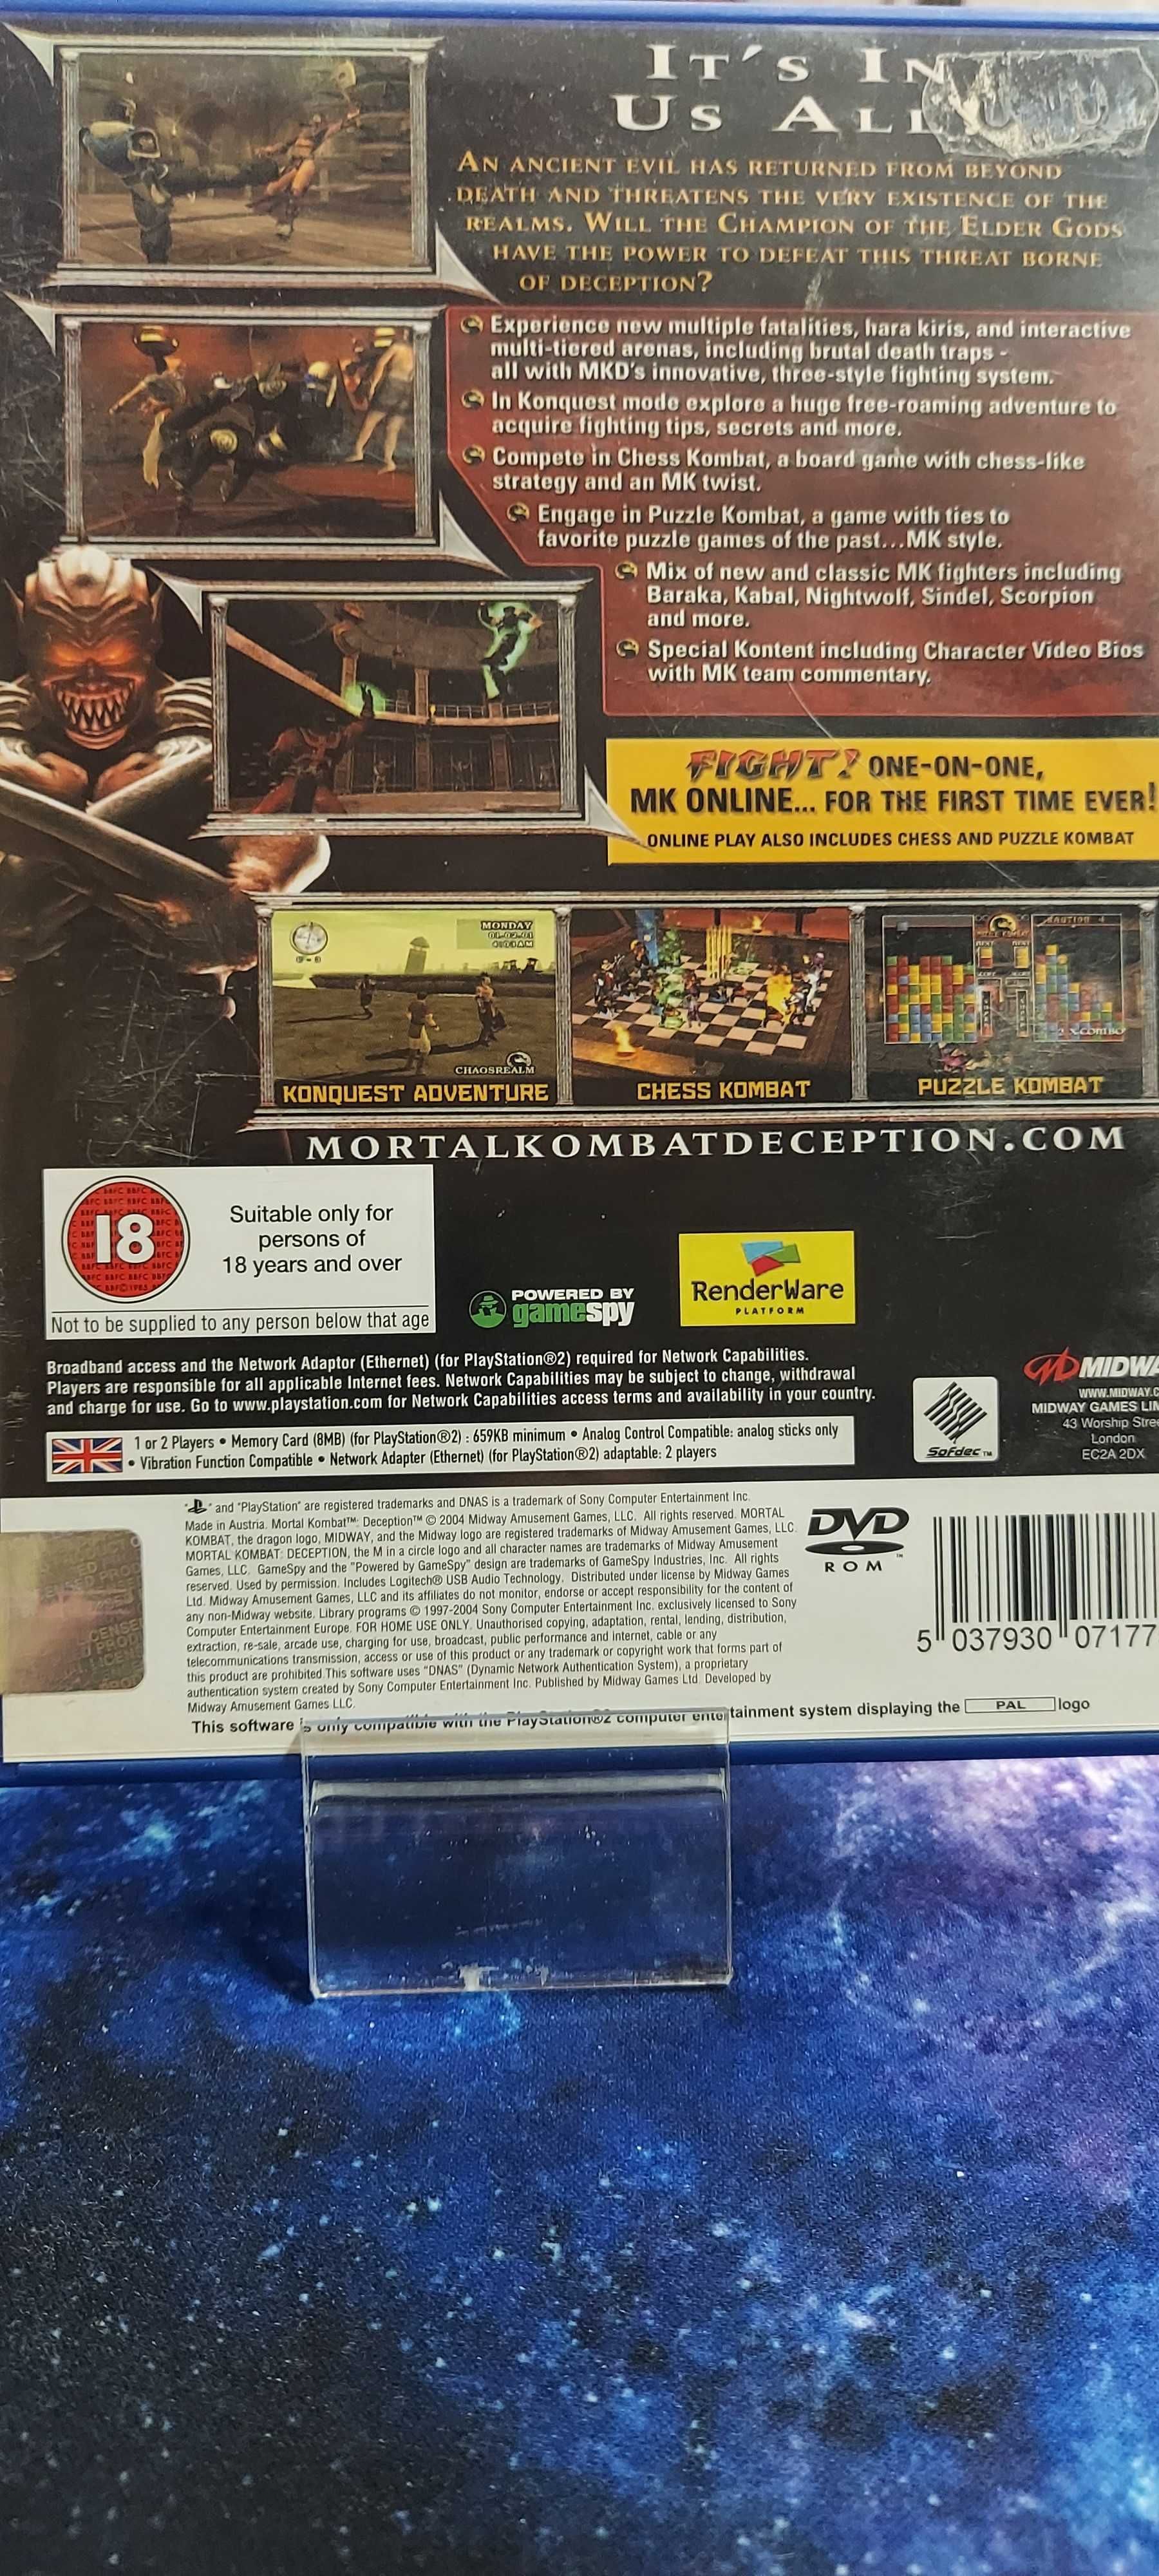 IT'S IN
US ALL
AN ANCIENT EVIL HAS RETURNED FROM BEYOND
DEATH AND THREATENS THE VERY EXISTENCE OF THE
REALMS. WILL THE CHAMPION OF THE ELDER GODS
HAVE THE POWER TO DEFEAT THIS THREAT BORNE
OF DECEPTION?
Experience new multiple fatalities, hara kiris, and interactive
multi-tiered arenas, including brutal death traps -
all with MKD's innovative, three-style fighting system.
In Konquest mode explore a huge free-roaming adventure to
acquire fighting tips, secrets and more.
Compete in Chess Kombat, a board game with chess-like
strategy and an MK twist.
Engage in Puzzle Kombat, a game with ties to
favorite puzzle games of the past...MK style.
Mix of new and classic MK fighters including
Baraka, Kabal, Nightwolf, Sindel, Scorpion
and more.
Special Kontent including Character Video Bios
with MK team commentary.
FIGHT! ONE-ON-ONE,
MK ONLINE... FOR THE FIRST TIME EVER!
ONLINE PLAY ALSO INCLUDES CHESS AND PUZZLE KOMBAT
MONDAY
CHAOSREALM
KONQUEST ADVENTURE
CHESS KOMBAT
2 X COMBO
PUZZLE KOMBAT
MORTALKOMBATDECEPTION.COM
18
Suitable only for
persons of
18 years and over
Not to be supplied to any person below that age
POWERED BY
gamespy
RenderWare
PLATFORM
Broadband access and the Network Adaptor (Ethernet) (for PlayStation®2) required for Network Capabilities.
Players are responsible for all applicable Internet fees. Network Capabilities may be subject to change, withdrawal
and charge for use. Go to www.playstation.com for Network Capabilities access terms and availability in your country.
1 or 2 Players • Memory Card (8MB) (for PlayStation®2) : 659KB minimum • Analog Control Compatible: analog sticks only
• Vibration Function Compatible • Network Adapter (Ethernet) (for PlayStation®2) adaptable: 2 players
Sofdec™
MIDWA
WWW.MIDWAY.C
MIDWAY GAMES LIM
43 Worship Stree
London
EC2A 2DX
" " and "PlayStation" are registered trademarks and DNAS is a trademark of Sony Computer Entertainment Inc.
Made in Austria. Mortal Kombat™: Deception™ © 2004 Midway Amusement Games, LLC. All rights reserved. MORTAL
KOMBAT, the dragon logo, MIDWAY, and the Midway logo are registered trademarks of Midway Amusement Games, LLC.
MORTAL KOMBAT: DECEPTION, the M in a circle logo and all character names are trademarks of Midway Amusement
Games, LLC. GameSpy and the "Powered by GameSpy" design are trademarks of GameSpy Industries, Inc. All rights
reserved. Used by permission. Includes Logitech® USB Audio Technology. Distributed under license by Midway Games
Ltd. Midway Amusement Games, LLC and its affiliates do not monitor, endorse or accept responsibility for the content of
any non-Midway website. Library programs © 1997-2004 Sony Computer Entertainment Inc. exclusively licensed to Sony
Computer Entertainment Europe. FOR HOME USE ONLY. Unauthorised copying, adaptation, rental, lending, distribution,
extraction, re-sale, arcade use, charging for use, broadcast, public performance and internet, cable or any
telecommunications transmission, access or use of this product or any trademark or copyright work that forms part of
this product are prohibited This software uses "DNAS" (Dynamic Network Authentication System), a proprietary
authentication system created by Sony Computer Entertainment Inc. Published by Midway Games Ltd. Developed by
Midway Amusement Games LLC.
This software is only compatible with the PlayStation®2 computer entertainment system displaying the PAL logo
DVD
ROM
5 037930 07177